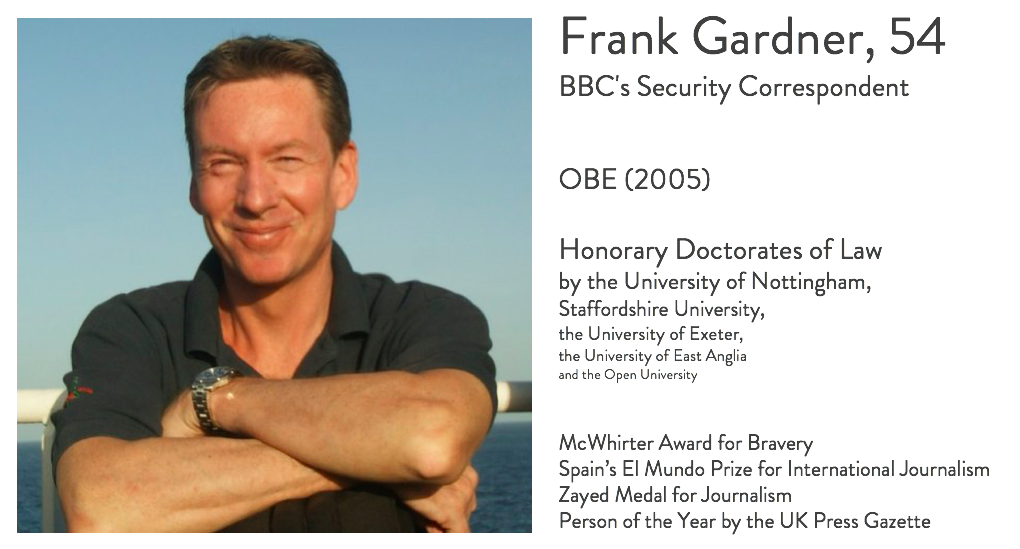 Frank Gardner, 54
BBC's Security Correspondent
OBE (2005)
Honorary Doctorates of Law
by the University of Nottingham,
Staffordshire University,
the University of Exeter,
the University of East Anglia
and the Open University
McWhirter Award for Bravery
Spain’s El Mundo Prize for International Journalism
Zayed Medal for Journalism
Person of the Year by the UK Press Gazette